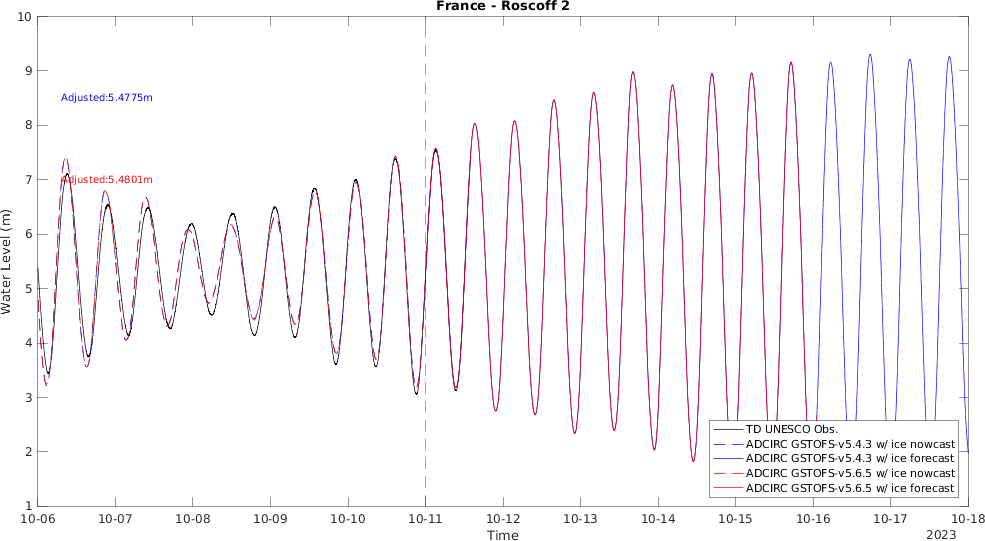 France - Roscoff 2
10
9
8
7
6
5
4
3
2
1
Water Level (m)
Adjusted:5.4775m
Adjusted:5.4801m
TD UNESCO Obs.
ADCIRC GSTOFS-v5.4.3 w/ ice nowcast
ADCIRC GSTOFS-v5.4.3 w/ ice forecast
ADCIRC GSTOFS-v5.6.5 w/ ice nowcast
ADCIRC GSTOFS-v5.6.5 w/ ice forecast
10-06 10-07 10-08 10-09 10-10 10-11 10-12 10-13 10-14 10-15 10-16 10-17 10-18
Time
2023